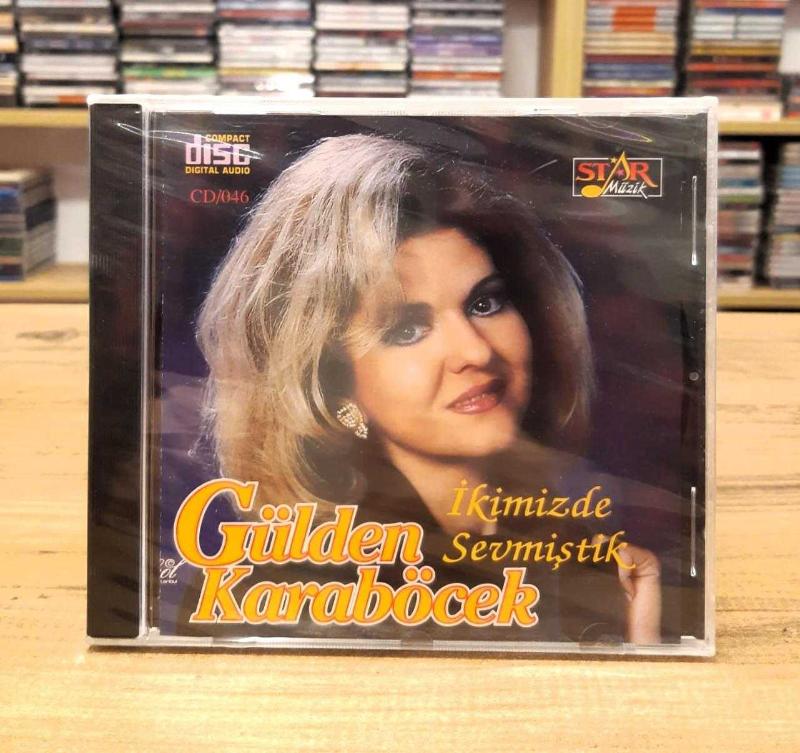 COMPACT
disc
DIGITAL AUDIO
CD/046
STAR
Müzik
İkimizde
Sevmiştik
Gülden
Karaböcek